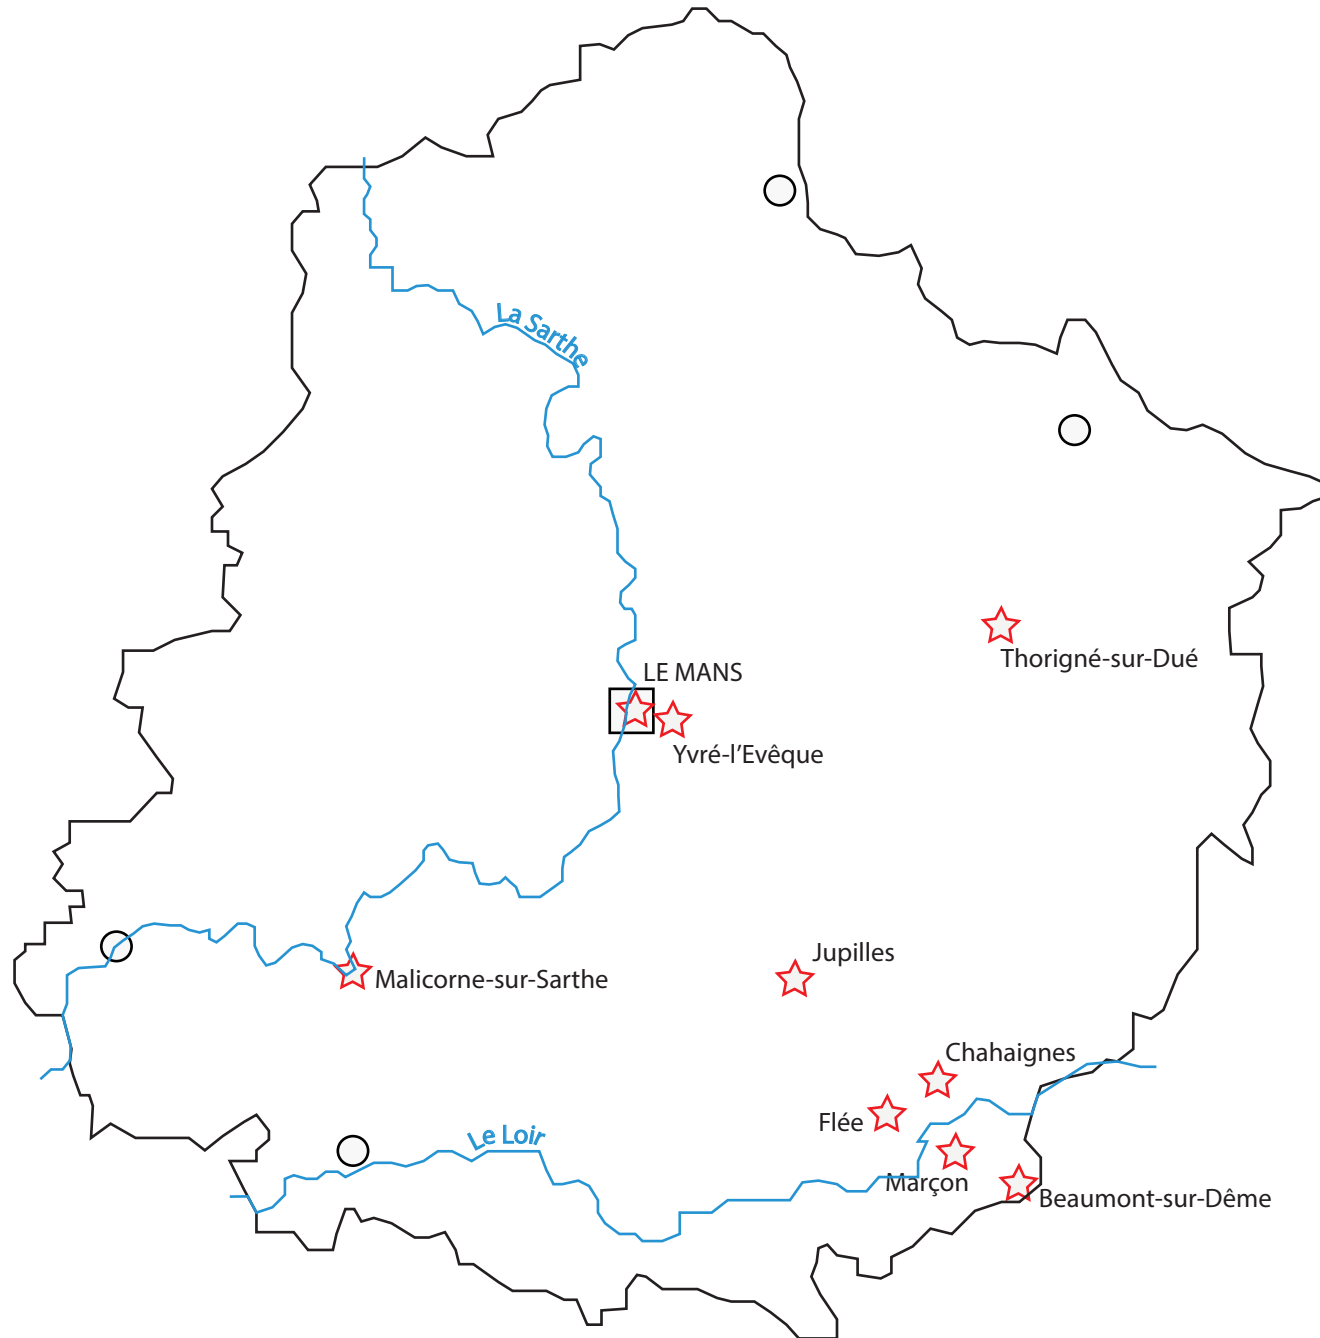 La Sarthe
Thorigné-sur-Dué
LE MANS
Yvré-l'Evêque
Jupilles
Malicorne-sur-Sarthe
Chahaignes
Flée
Le Loir
Marçon
Beaumont-sur-Dême